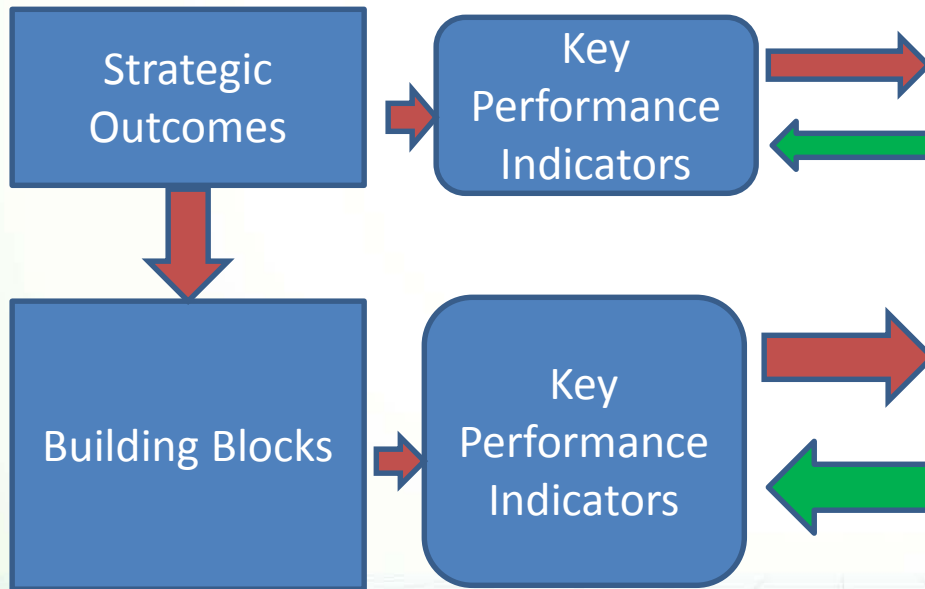 Strategic
Outcomes
Key
Performance
Indicators
Building Blocks
Key
Performance
Indicators